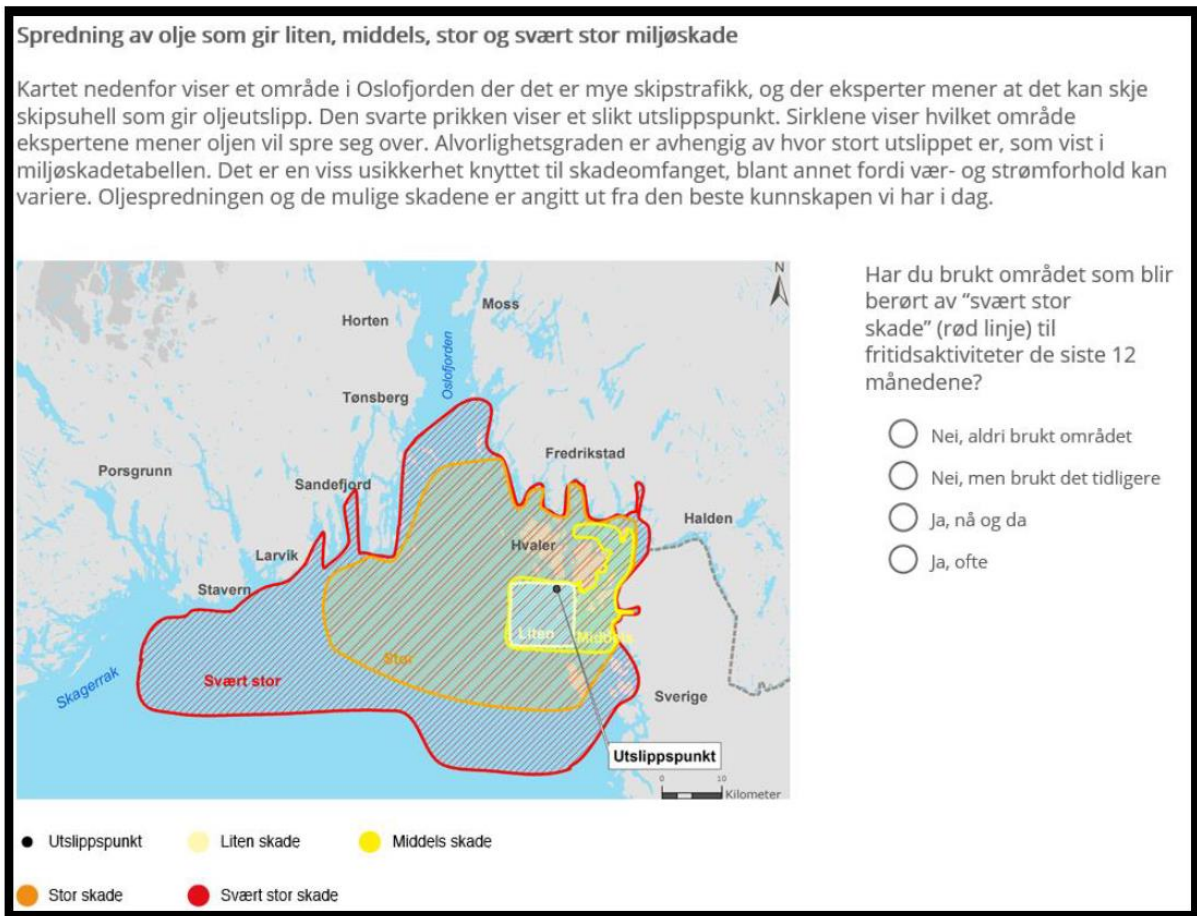 Spredning av olje som gir liten, middels, stor og svært stor miljøskade
Kartet nedenfor viser et område i Oslofjorden der det er mye skipstrafikk, og der eksperter mener at det kan skje
skipsuhell som gir oljeutslipp. Den svarte prikken viser et slikt utslippspunkt. Sirklene viser hvilket område
ekspertene mener oljen vil spre seg over. Alvorlighetsgraden er avhengig av hvor stort utslippet er, som vist i
miljøskadetabellen. Det er en viss usikkerhet knyttet til skadeomfanget, blant annet fordi vær- og strømforhold kan
variere. Oljespredningen og de mulige skadene er angitt ut fra den beste kunnskapen vi har i dag.
N
Moss
Horten
Oslofjorden
Tønsberg
Fredrikstad
Porsgrunn
Sandefjord
Halden
Hvaler
Larvik
Stavern
Liten
Middels
Stor
Svært stor
Skagerrak
Sverige
Utslippspunkt
0 10
Kilometer
Har du brukt området som blir
berørt av “svært stor
skade” (rød linje) til
fritidsaktiviteter de siste 12
månedene?
Nei, aldri brukt området
Nei, men brukt det tidligere
Ja, nå og da
Ja, ofte
Utslippspunkt
Liten skade
Middels skade
Stor skade
Svært stor skade